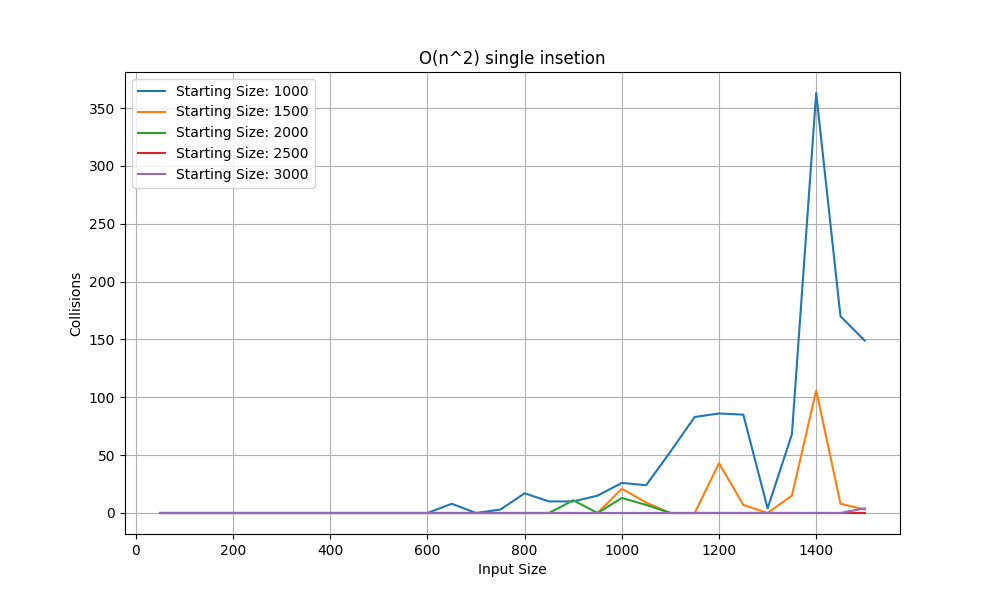 O(n^2) single insetion
Starting Size: 1000
Starting Size: 1500
Starting Size: 2000
Starting Size: 2500
Starting Size: 3000
Collisions
350
300
250
200
150
100
50
0
0 200 400 600 800 1000 1200 1400
Input Size